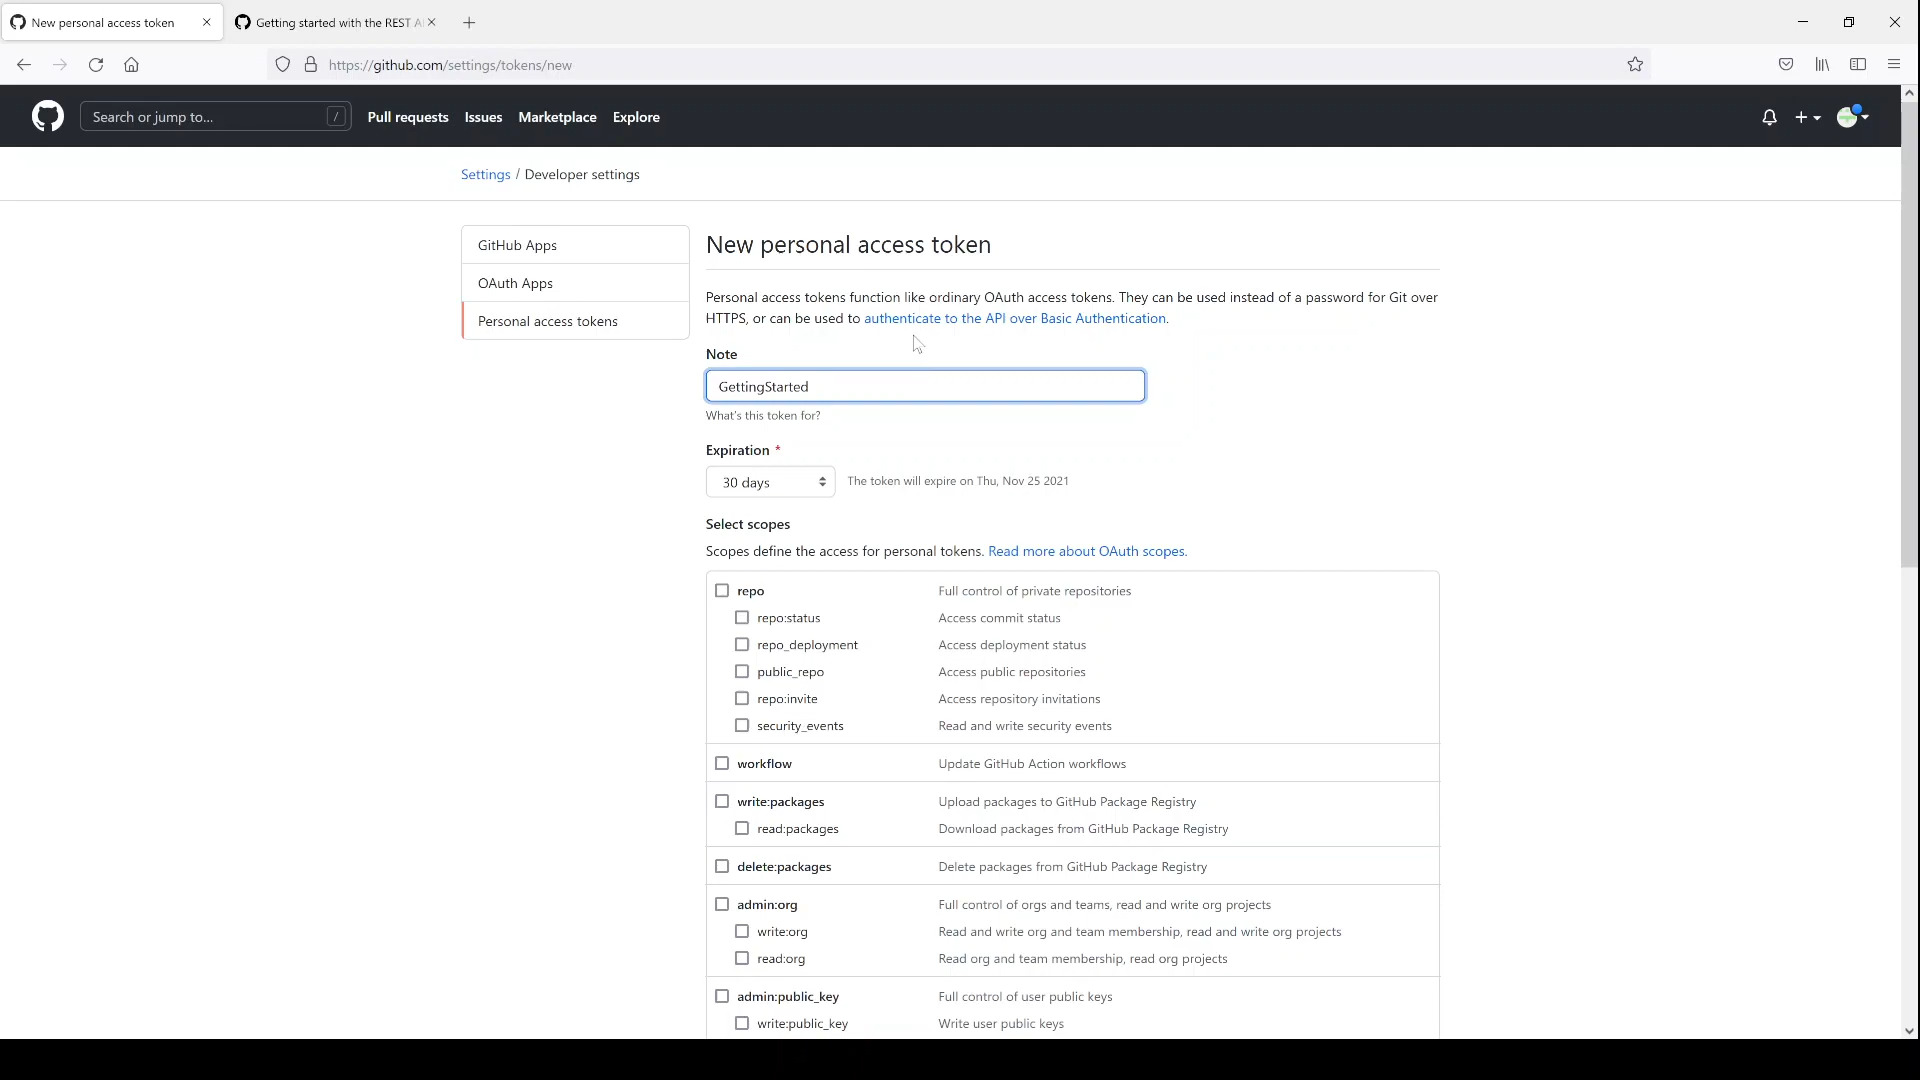 New personal access token
Getting started with the REST A
https://github.com/settings/tokens/new
Search or jump to...
/
Pull requests
Issues
Marketplace
Explore
Settings / Developer settings
GitHub Apps
OAuth Apps
Personal access tokens
New personal access token
Personal access tokens function like ordinary OAuth access tokens. They can be used instead of a password for Git over
HTTPS, or can be used to authenticate to the API over Basic Authentication.
Note
GettingStarted
What's this token for?
Expiration *
30 days
The token will expire on Thu, Nov 25 2021
Select scopes
Scopes define the access for personal tokens. Read more about OAuth scopes.
repo Full control of private repositories
repo:status Access commit status
repo_deployment Access deployment status
public_repo Access public repositories
repo:invite Access repository invitations
security_events Read and write security events
workflow Update GitHub Action workflows
write:packages Upload packages to GitHub Package Registry
read:packages Download packages from GitHub Package Registry
delete:packages Delete packages from GitHub Package Registry
admin:org Full control of orgs and teams, read and write org projects
write:org Read and write org and team membership, read and write org projects
read:org Read org and team membership, read org projects
admin:public_key Full control of user public keys
write:public_key Write user public keys